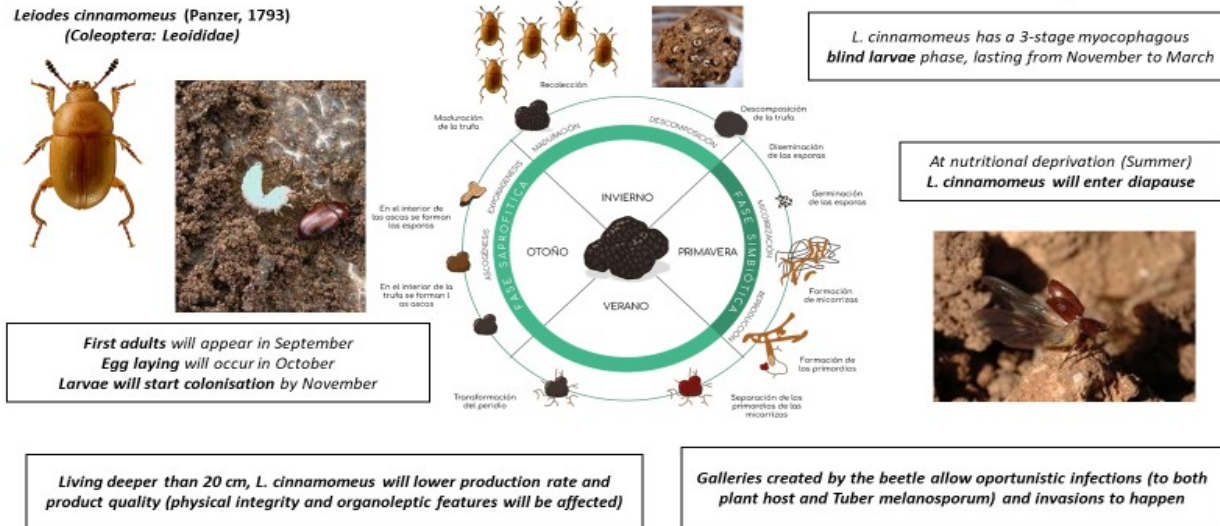 Leiodes cinnamomeus (Panzer, 1793)
(Coleoptera: Leoididae)
L. cinnamomeus has a 3-stage myocophagous
blind larvae phase, lasting from November to March
At nutritional deprivation (Summer)
L. cinnamomeus will enter diapause
First adults will appear in September
Egg laying will occur in October
Larvae will start colonisation by November
Recolección
Maduración
de la trufa
MADURACIÓN
DESCOMPOSICIÓN
Descomposición
de la trufa
Diseminación
de las esporas
Germinación
de las esporas
MICORRIZACIÓN
Formación
de micorrizas
REPRODUCCIÓN
Formación de
los primordios
Separación de los
primordios de las
micorrizas
Transformación
del peridio
En el interior de la
trufa se forman l
as ascas
ASCOGÉNESIS
En el interior de
las ascas se forman
las esporas
FASE SAPROFÍTICA
FASE SIMBIÓTICA
INVIERNO
OTOÑO
PRIMAVERA
VERANO
Living deeper than 20 cm, L. cinnamomeus will lower production rate and
product quality (physical integrity and organoleptic features will be affected)
Galleries created by the beetle allow oportunistic infections (to both
plant host and Tuber melanosporum) and invasions to happen